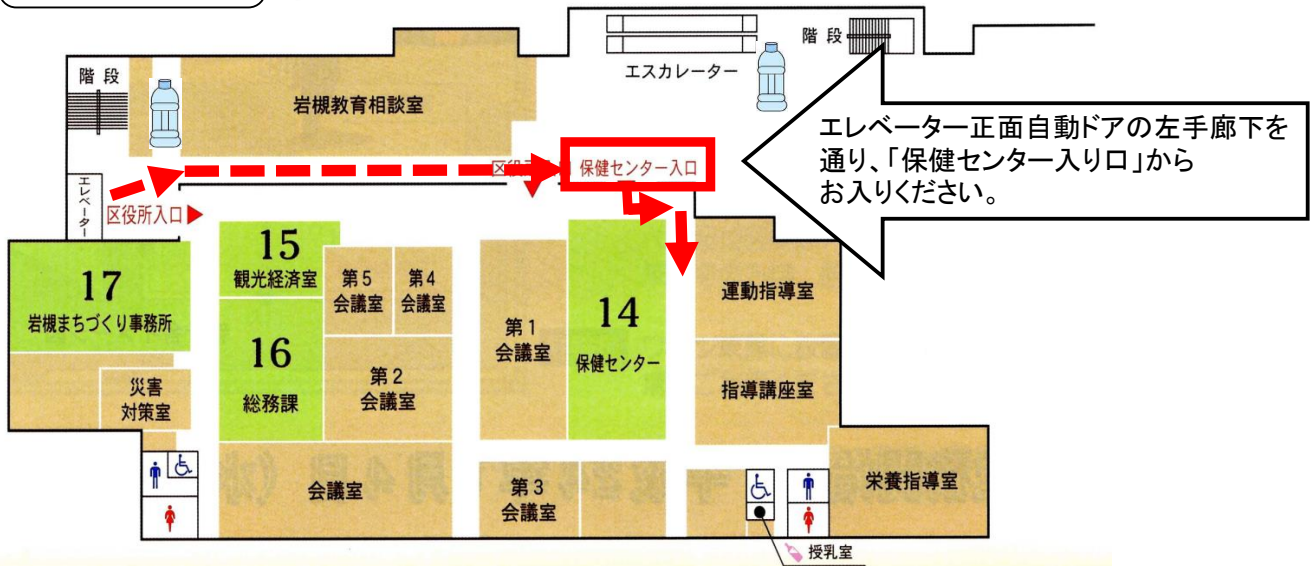 階段
エスカレーター
階段
岩槻教育相談室
エレベーター正面自動ドアの左手廊下を
通り、「保健センター入り口」から
お入りください。
保健センター入口
エレベーター
区役所入口
15
観光経済室
第5
会議室
第4
会議室
17
岩槻まちづくり事務所
16
総務課
第2
会議室
第1
会議室
14
保健センター
運動指導室
指導講座室
災害
対策室
会議室
第3
会議室
栄養指導室
授乳室